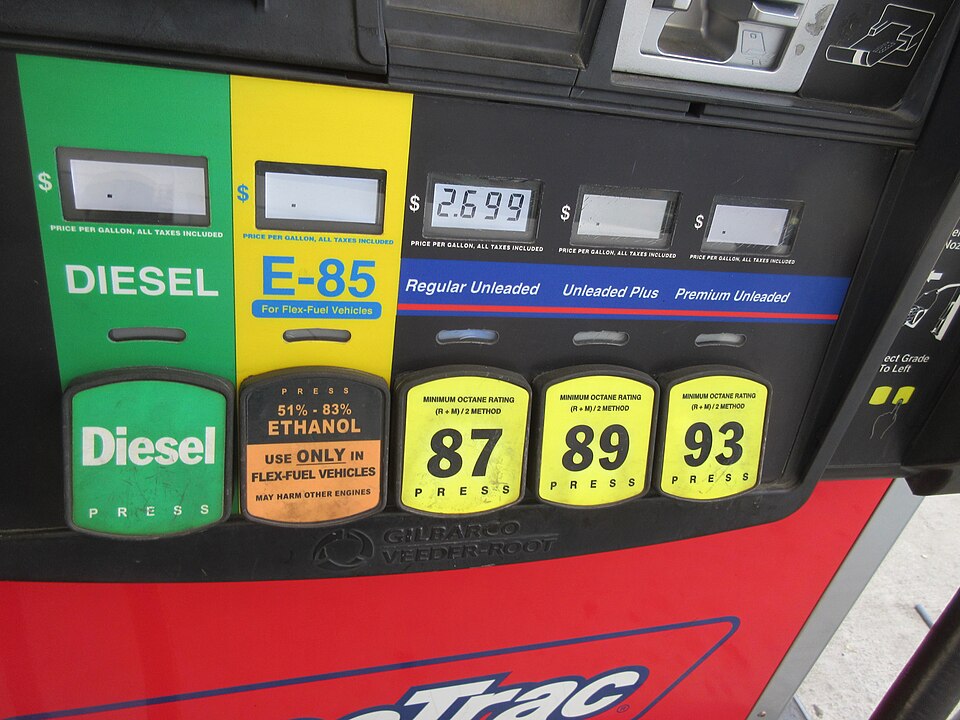 $
PRICE PER GALLON, ALL TAXES INCLUDED
DIESEL
Diesel
PRESS
$
PRICE PER GALLON, ALL TAXES INCLUDED
E-85
For Flex-Fuel Vehicles
PRESS
51% - 83%
ETHANOL
USE ONLY IN
FLEX-FUEL VEHICLES
MAY HARM OTHER ENGINES
$ 2.699
PRICE PER GALLON, ALL TAXES INCLUDED
Regular Unleaded
MINIMUM OCTANE RATING
(R + M) / 2 METHOD
87
PRESS
$
PRICE PER GALLON, ALL TAXES INCLUDED
Unleaded Plus
MINIMUM OCTANE RATING
(R + M) / 2 METHOD
89
PRESS
$
PRICE PER GALLON, ALL TAXES INCLUDED
Premium Unleaded
MINIMUM OCTANE RATING
(R + M) / 2 METHOD
93
PRESS
ect Grade
To Left
GILBARCO
VEEDER-ROOT
Trac®